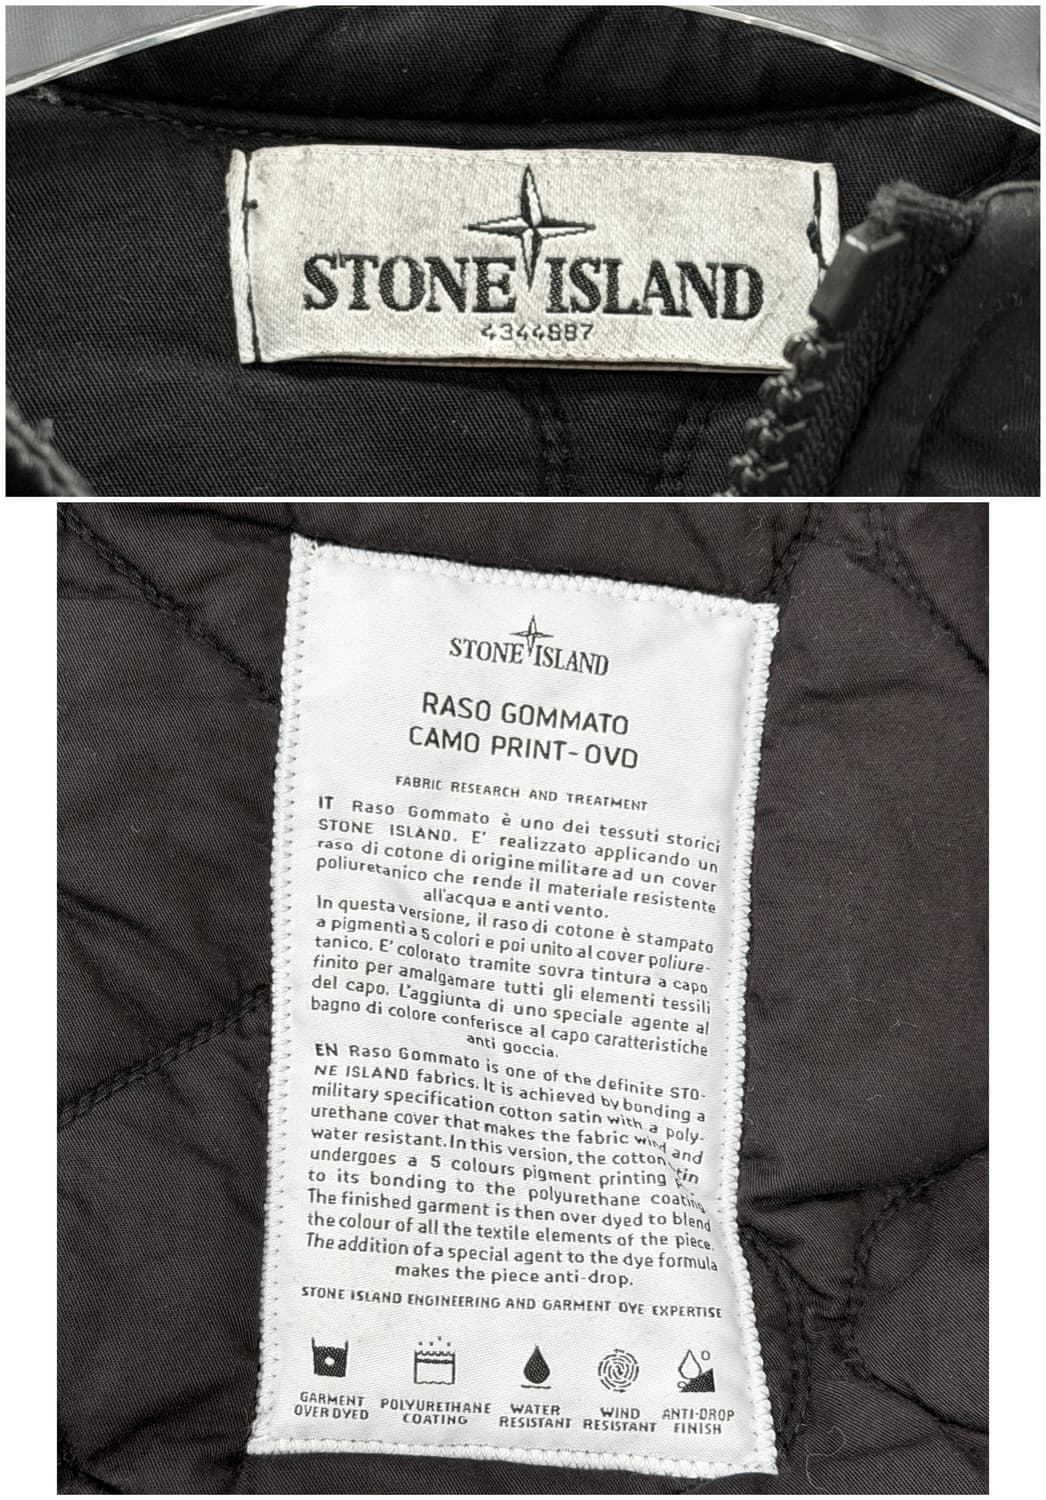 STONE ISLAND
4344887
STONE ISLAND
RASO GOMMATO
CAMO PRINT-OVD
FABRIC RESEARCH AND TREATMENT
IT Raso Gommato è uno dei tessuti storici
STONE ISLAND. E' realizzato applicando un
raso di cotone di origine militare ad un cover
poliuretanico che rende il materiale resistente
all'acqua e anti vento.
In questa versione, il raso di cotone è stampato
a pigmenti a 5 colori e poi unito al cover poliure-
tanico. E' colorato tramite sovra tintura a capo
finito per amalgamare tutti gli elementi tessili
del capo. L'aggiunta di uno speciale agente al
bagno di colore conferisce al capo caratteristiche
anti goccia.
EN Raso Gommato is one of the definite STO-
NE ISLAND fabrics. It is achieved by bonding a
military specification cotton satin with a poly-
urethane cover that makes the fabric wind and
water resistant. In this version, the cotton
undergoes a 5 colours pigment printing
to its bonding to the polyurethane coating
The finished garment is then over dyed to blend
the colour of all the textile elements of the piece.
The addition of a special agent to the dye formula
makes the piece anti-drop.
STONE ISLAND ENGINEERING AND GARMENT DYE EXPERTISE
GARMENT OVER DYED
POLYURETHANE COATING
WATER RESISTANT
WIND RESISTANT
ANTI-DROP FINISH